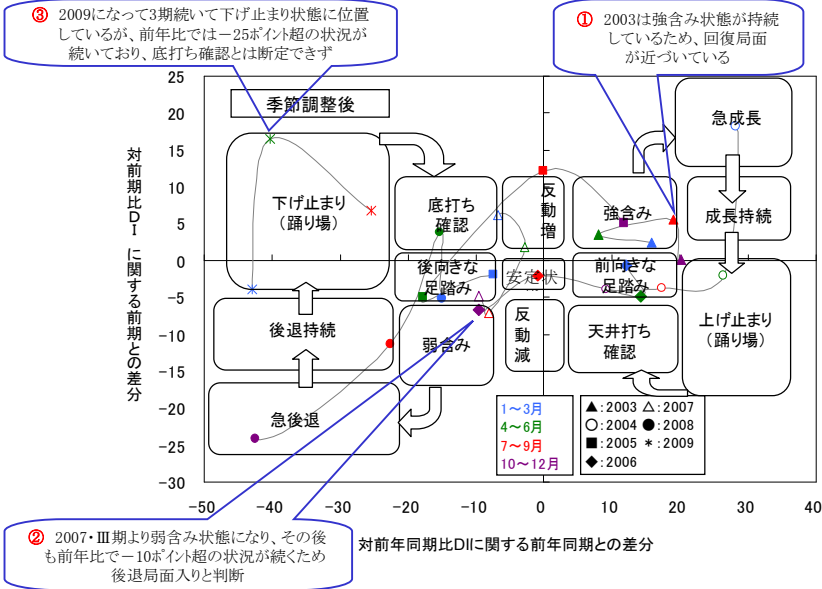 ③ 2009になって3期続いて下げ止まり状態に位置
しているが、前年比では－25ポイント超の状況が
続いており、底打ち確認とは断定できず
① 2003は強含み状態が持続
しているため、回復局面
が近づいている
季節調整後
対前期比DIに関する前期との差分
25
20
15
10
5
0
-5
-10
-15
-20
-25
-30
急成長
下げ止まり
(踊り場)
底打ち
確認
反動増
強含み
成長持続
後向きな
足踏み
安定状
前向きな
足踏み
後退持続
弱含み
反動減
天井打ち
確認
上げ止まり
(踊り場)
急後退
1～3月
4～6月
7～9月
10～12月
▲:2003 △:2007
○:2004 ●:2008
■:2005 ＊:2009
◆:2006
-50 -40 -30 -20 -10 0 10 20 30 40
対前年同期比DIに関する前年同期との差分
② 2007・Ⅲ期より弱含み状態になり、その後
も前年比で－10ポイント超の状況が続くため
後退局面入りと判断